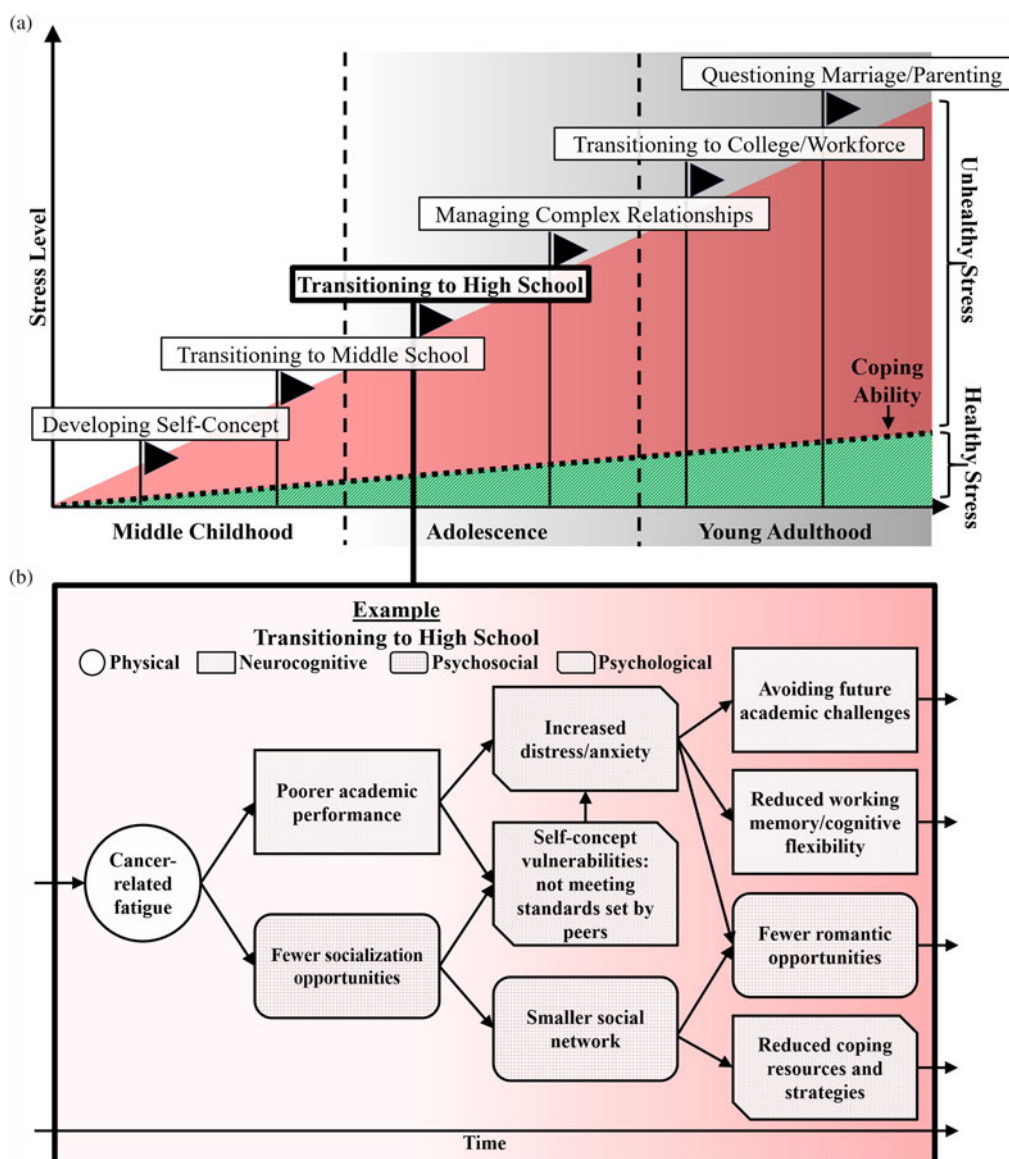 (a)
Stress Level
Questioning Marriage/Parenting
Transitioning to College/Workforce
Managing Complex Relationships
Transitioning to High School
Transitioning to Middle School
Developing Self-Concept
Unhealthy Stress
Coping
Ability
Healthy Stress
Middle Childhood
Adolescence
Young Adulthood
(b)
Example
Transitioning to High School
Physical
Neurocognitive
Psychosocial
Psychological
Cancer-
related
fatigue
Poorer academic
performance
Fewer socialization
opportunities
Increased
distress/anxiety
Self-concept
vulnerabilities:
not meeting
standards set by
peers
Smaller social
network
Avoiding future
academic challenges
Reduced working
memory/cognitive
flexibility
Fewer romantic
opportunities
Reduced coping
resources and
strategies
Time